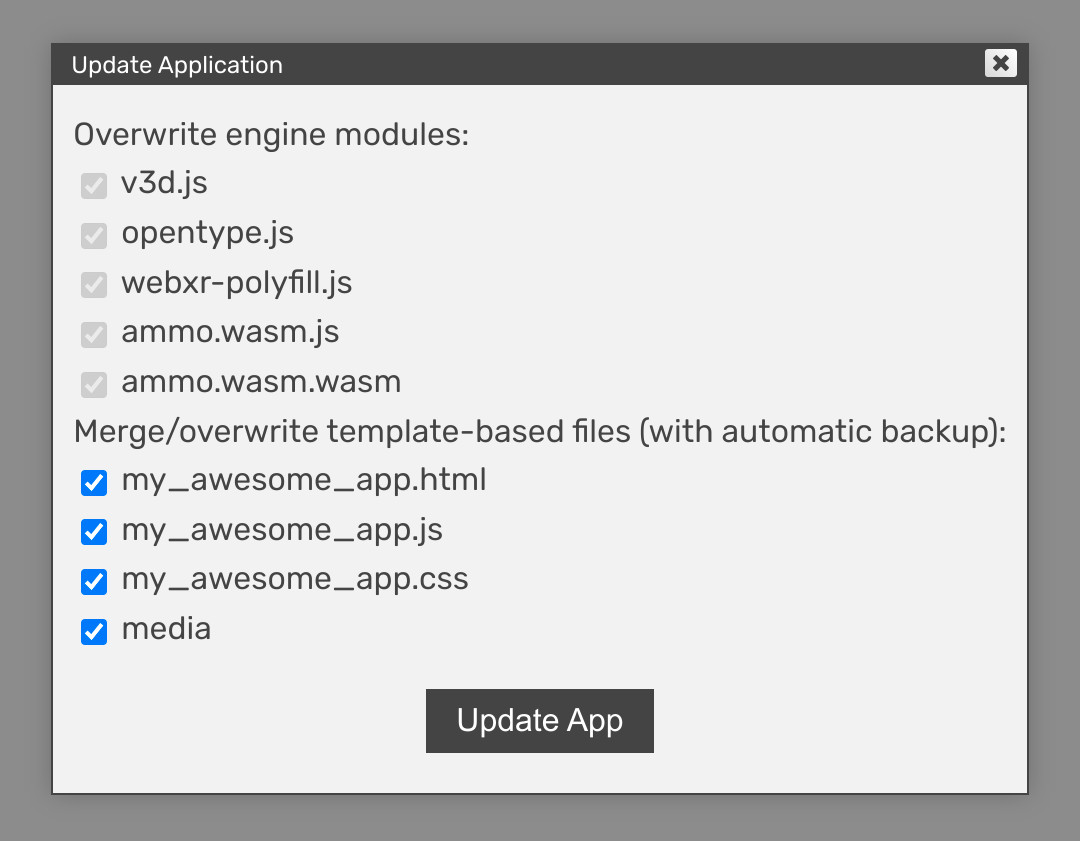 Update Application
Overwrite engine modules:
v3d.js
opentype.js
webxr-polyfill.js
ammo.wasm.js
ammo.wasm.wasm
Merge/overwrite template-based files (with automatic backup):
my_awesome_app.html
my_awesome_app.js
my_awesome_app.css
media
Update App